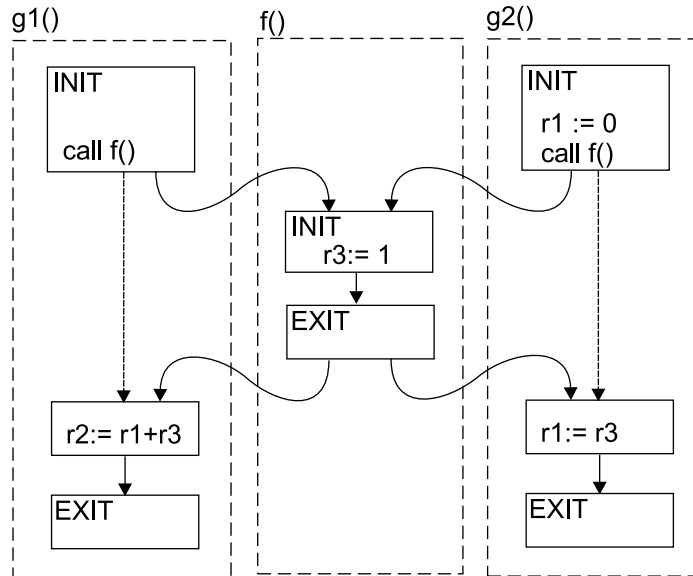 g1()
f()
g2()
INIT
call f()
INIT
r1 := 0
call f()
INIT
r3:= 1
EXIT
r2:= r1+r3
r1:= r3
EXIT
EXIT